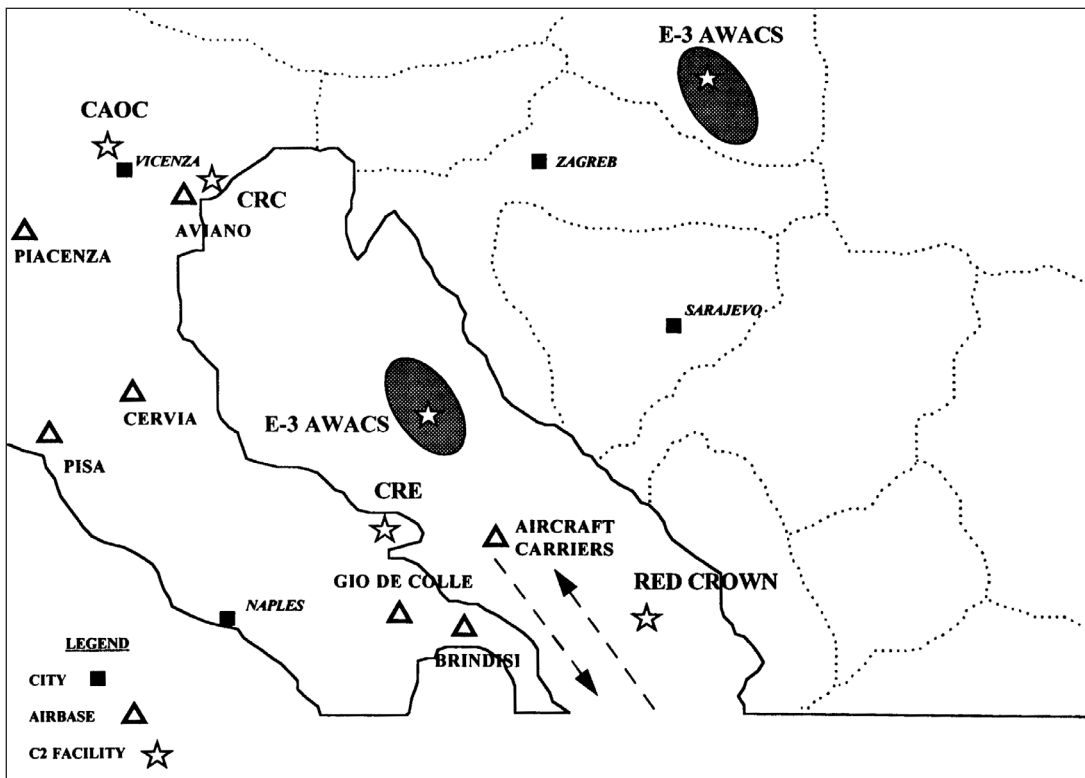 E-3 AWACS
CAOC
VICENZA
ZAGREB
CRC
AVIANO
PIACENZA
SARAJEVO
CERVIA
E-3 AWACS
PISA
CRE
AIRCRAFT
CARRIERS
GIO DE COLLE
RED CROWN
NAPLES
BRINDISI
LEGEND
CITY
AIRBASE
C2 FACILITY